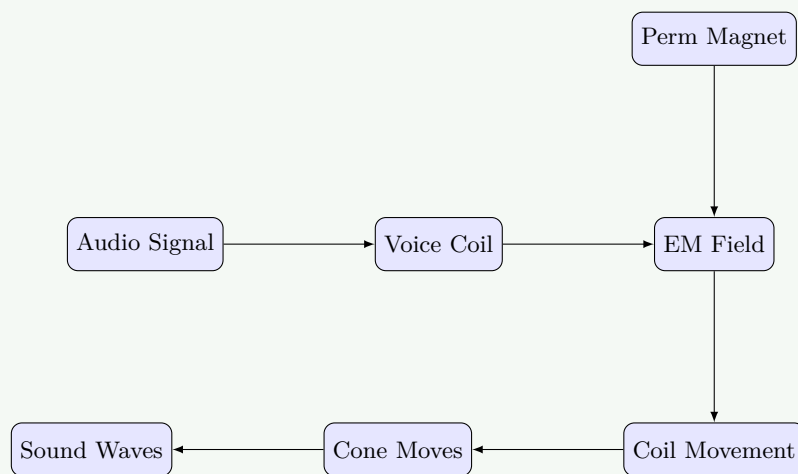 Perm Magnet
Audio Signal
Voice Coil
EM Field
Sound Waves
Cone Moves
Coil Movement